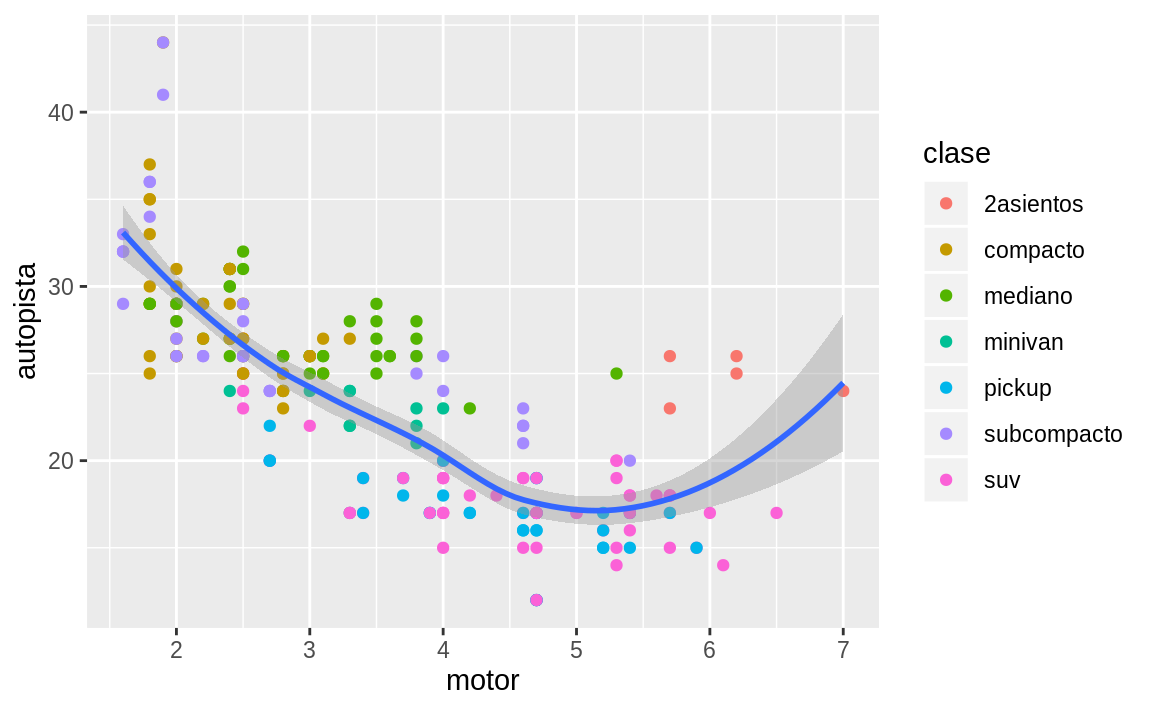 autopista
40
30
20
2 3 4 5 6 7
motor
clase
2asientos
compacto
mediano
minivan
pickup
subcompacto
suv